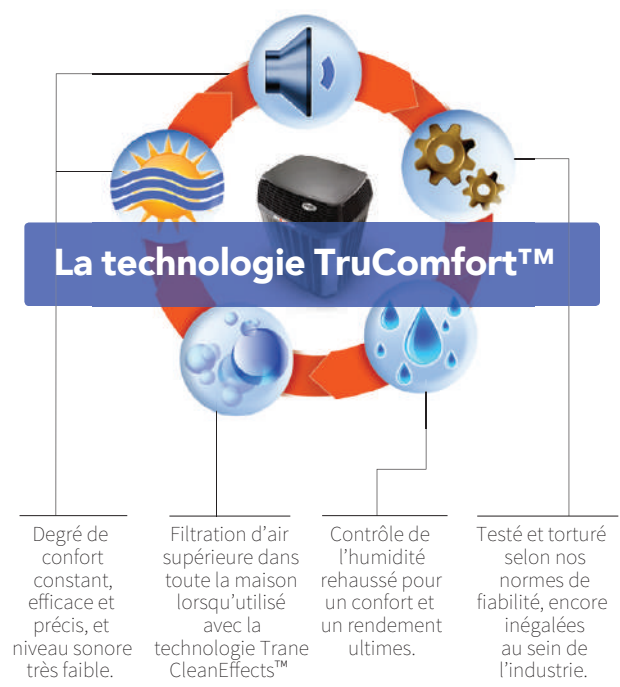 La technologie TruComfort™
Degré de
confort
constant,
efficace et
précis, et
niveau sonore
très faible.
Filtration d'air
supérieure dans
toute la maison
lorsqu'utilisé
avec la
technologie Trane
CleanEffects™
Contrôle de
l'humidité
rehaussé pour
un confort et
un rendement
ultimes.
Testé et torturé
selon nos
normes de
fiabilité, encore
inégalées
au sein de
l'industrie.